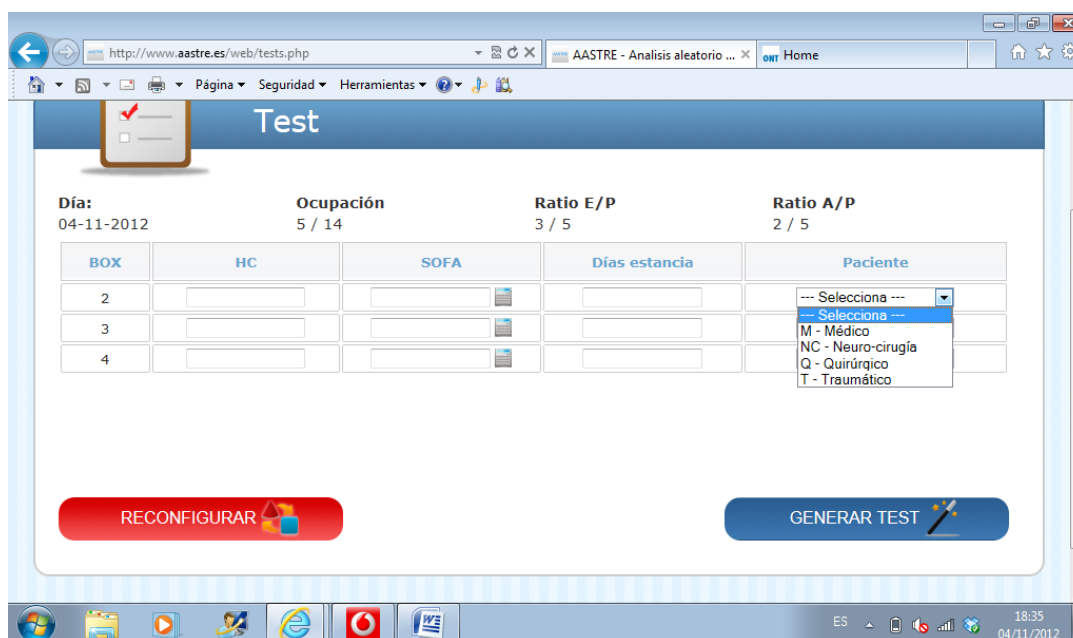 http://www.aastre.es/web/tests.php
AASTRE - Analisis aleatorio ...
ONT Home
Página Seguridad Herramientas
Test
Día: Ocupación Ratio E/P Ratio A/P
04-11-2012 5 / 14 3 / 5 2 / 5
BOX HC SOFA Días estancia Paciente
2 --- Selecciona ---
--- Selecciona ---
3 M - Médico
NC - Neuro-cirugía
4 Q - Quirúrgico
T - Traumático
RECONFIGURAR GENERAR TEST
ES 18:35
04/11/2012